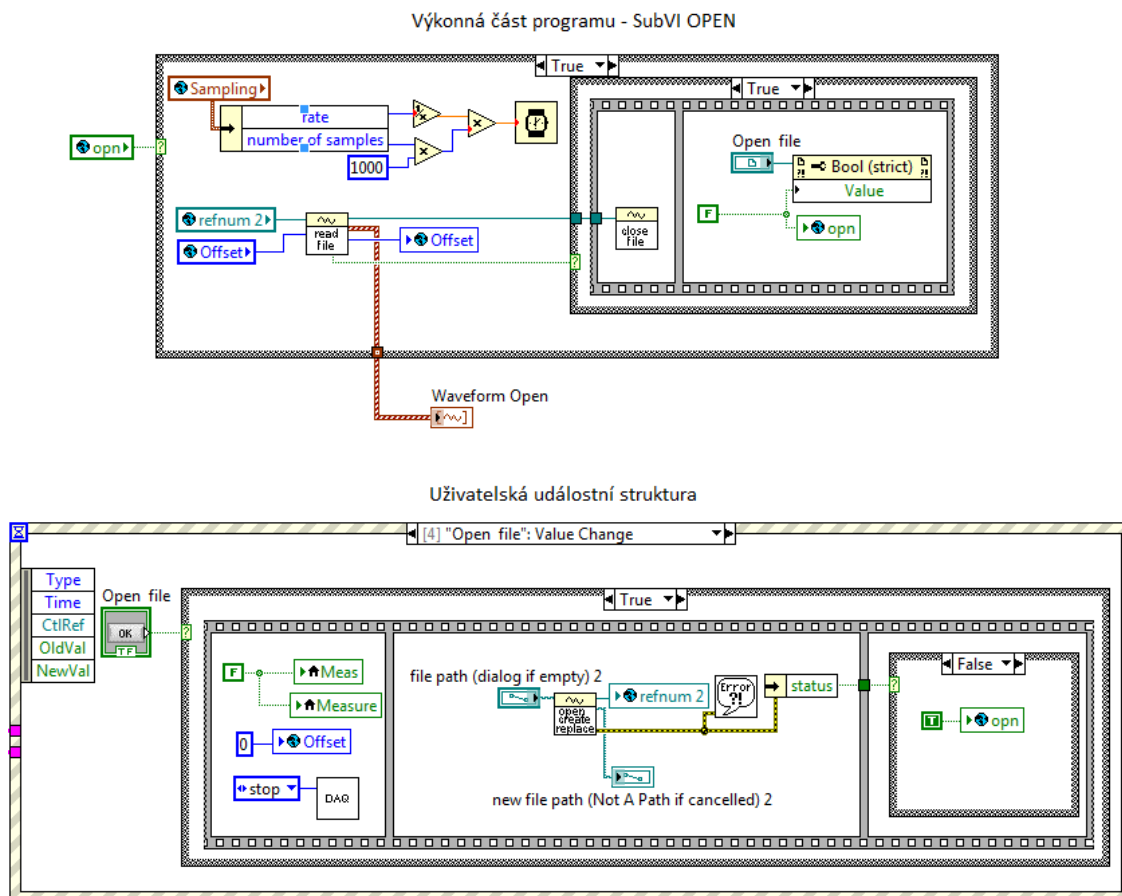 Výkonná část programu - SubVI OPEN
True
Sampling
True
rate
number of samples
opn
1000
Open file
Bool (strict)
Value
refnum 2
read
file
close
file
F
opn
Offset
Offset
Waveform Open
Uživatelská událostní struktura
[4] "Open file": Value Change
Type
Time
CtlRef
OldVal
NewVal
Open file
OK
TF
True
F
Meas
Measure
0
Offset
stop
DAQ
file path (dialog if empty) 2
open
create
replace
refnum 2
Error
?!
status
new file path (Not A Path if cancelled) 2
False
T
opn